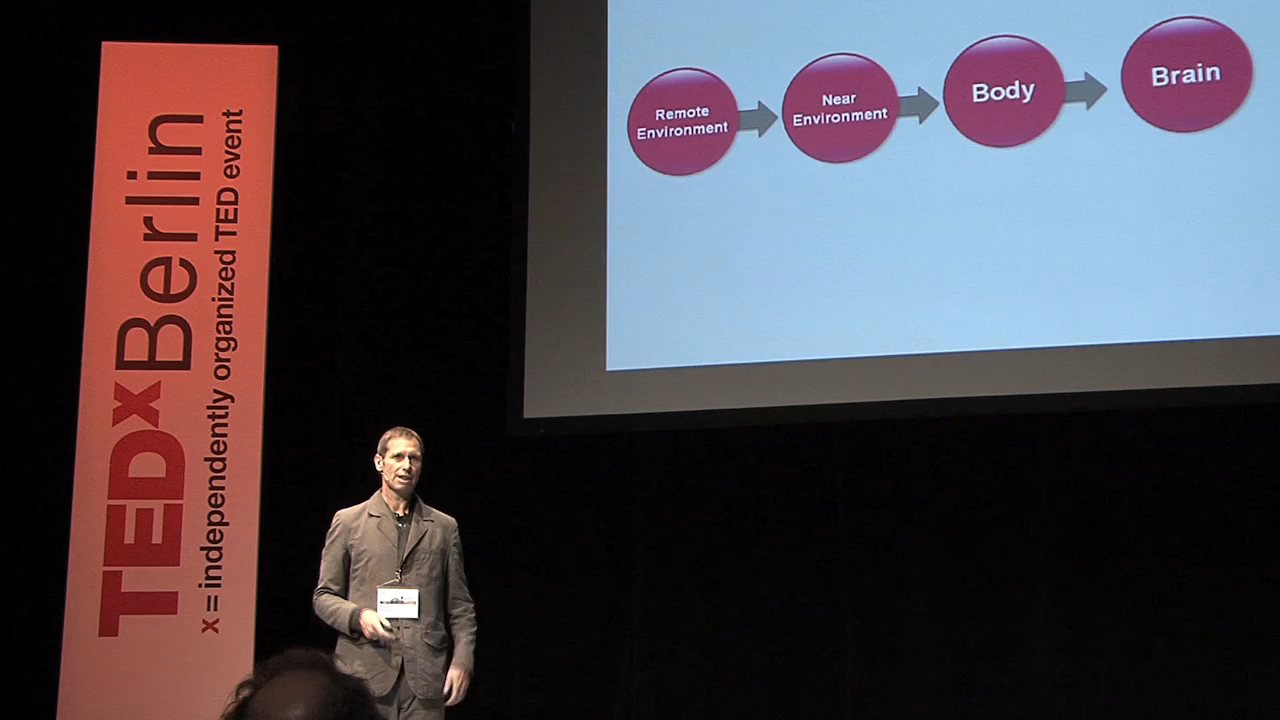 TEDxBerlin
x = independently organized TED event
Remote
Environment
Near
Environment
Body
Brain